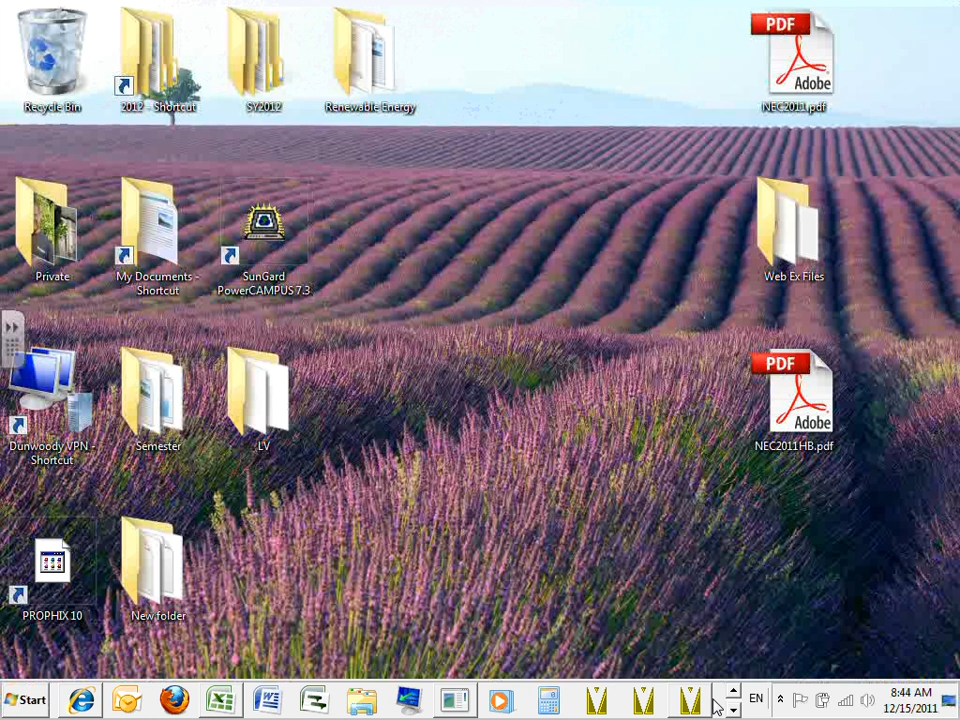 Recycle Bin
2012 - Shortcut
SY2012
Renewable Energy
PDF
Adobe
NEC2011.pdf
Private
My Documents -
Shortcut
SunGard
PowerCAMPUS 7.3
Web Ex Files
Dunwoody VPN -
Shortcut
Semester
LV
PDF
Adobe
NEC2011HB.pdf
PROPHIX 10
New folder
Start
EN
8:44 AM
12/15/2011